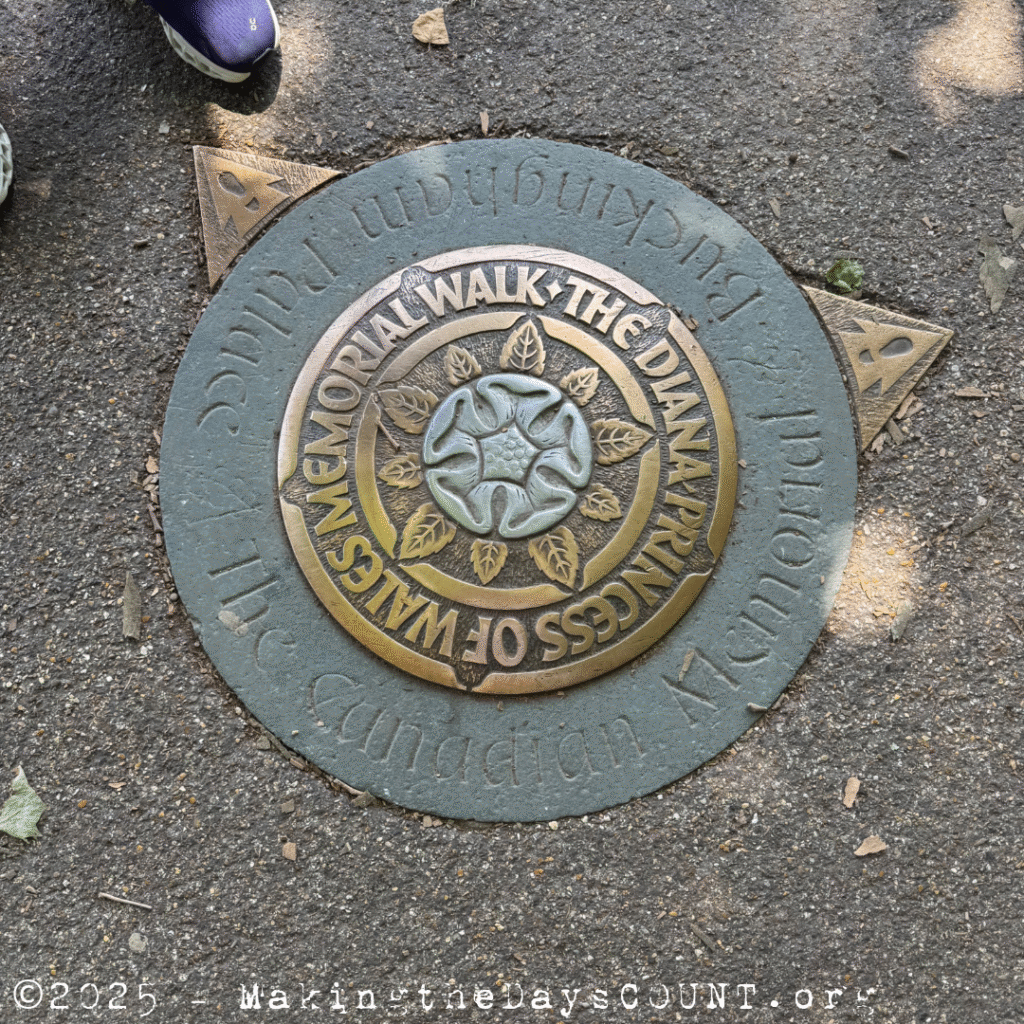 THE DIANA·PRINCESS OF WALES MEMORIAL WALK
Buckingham Palace
The Canadian Memorial
©2025 - MakingtheDaysCOUNT.org